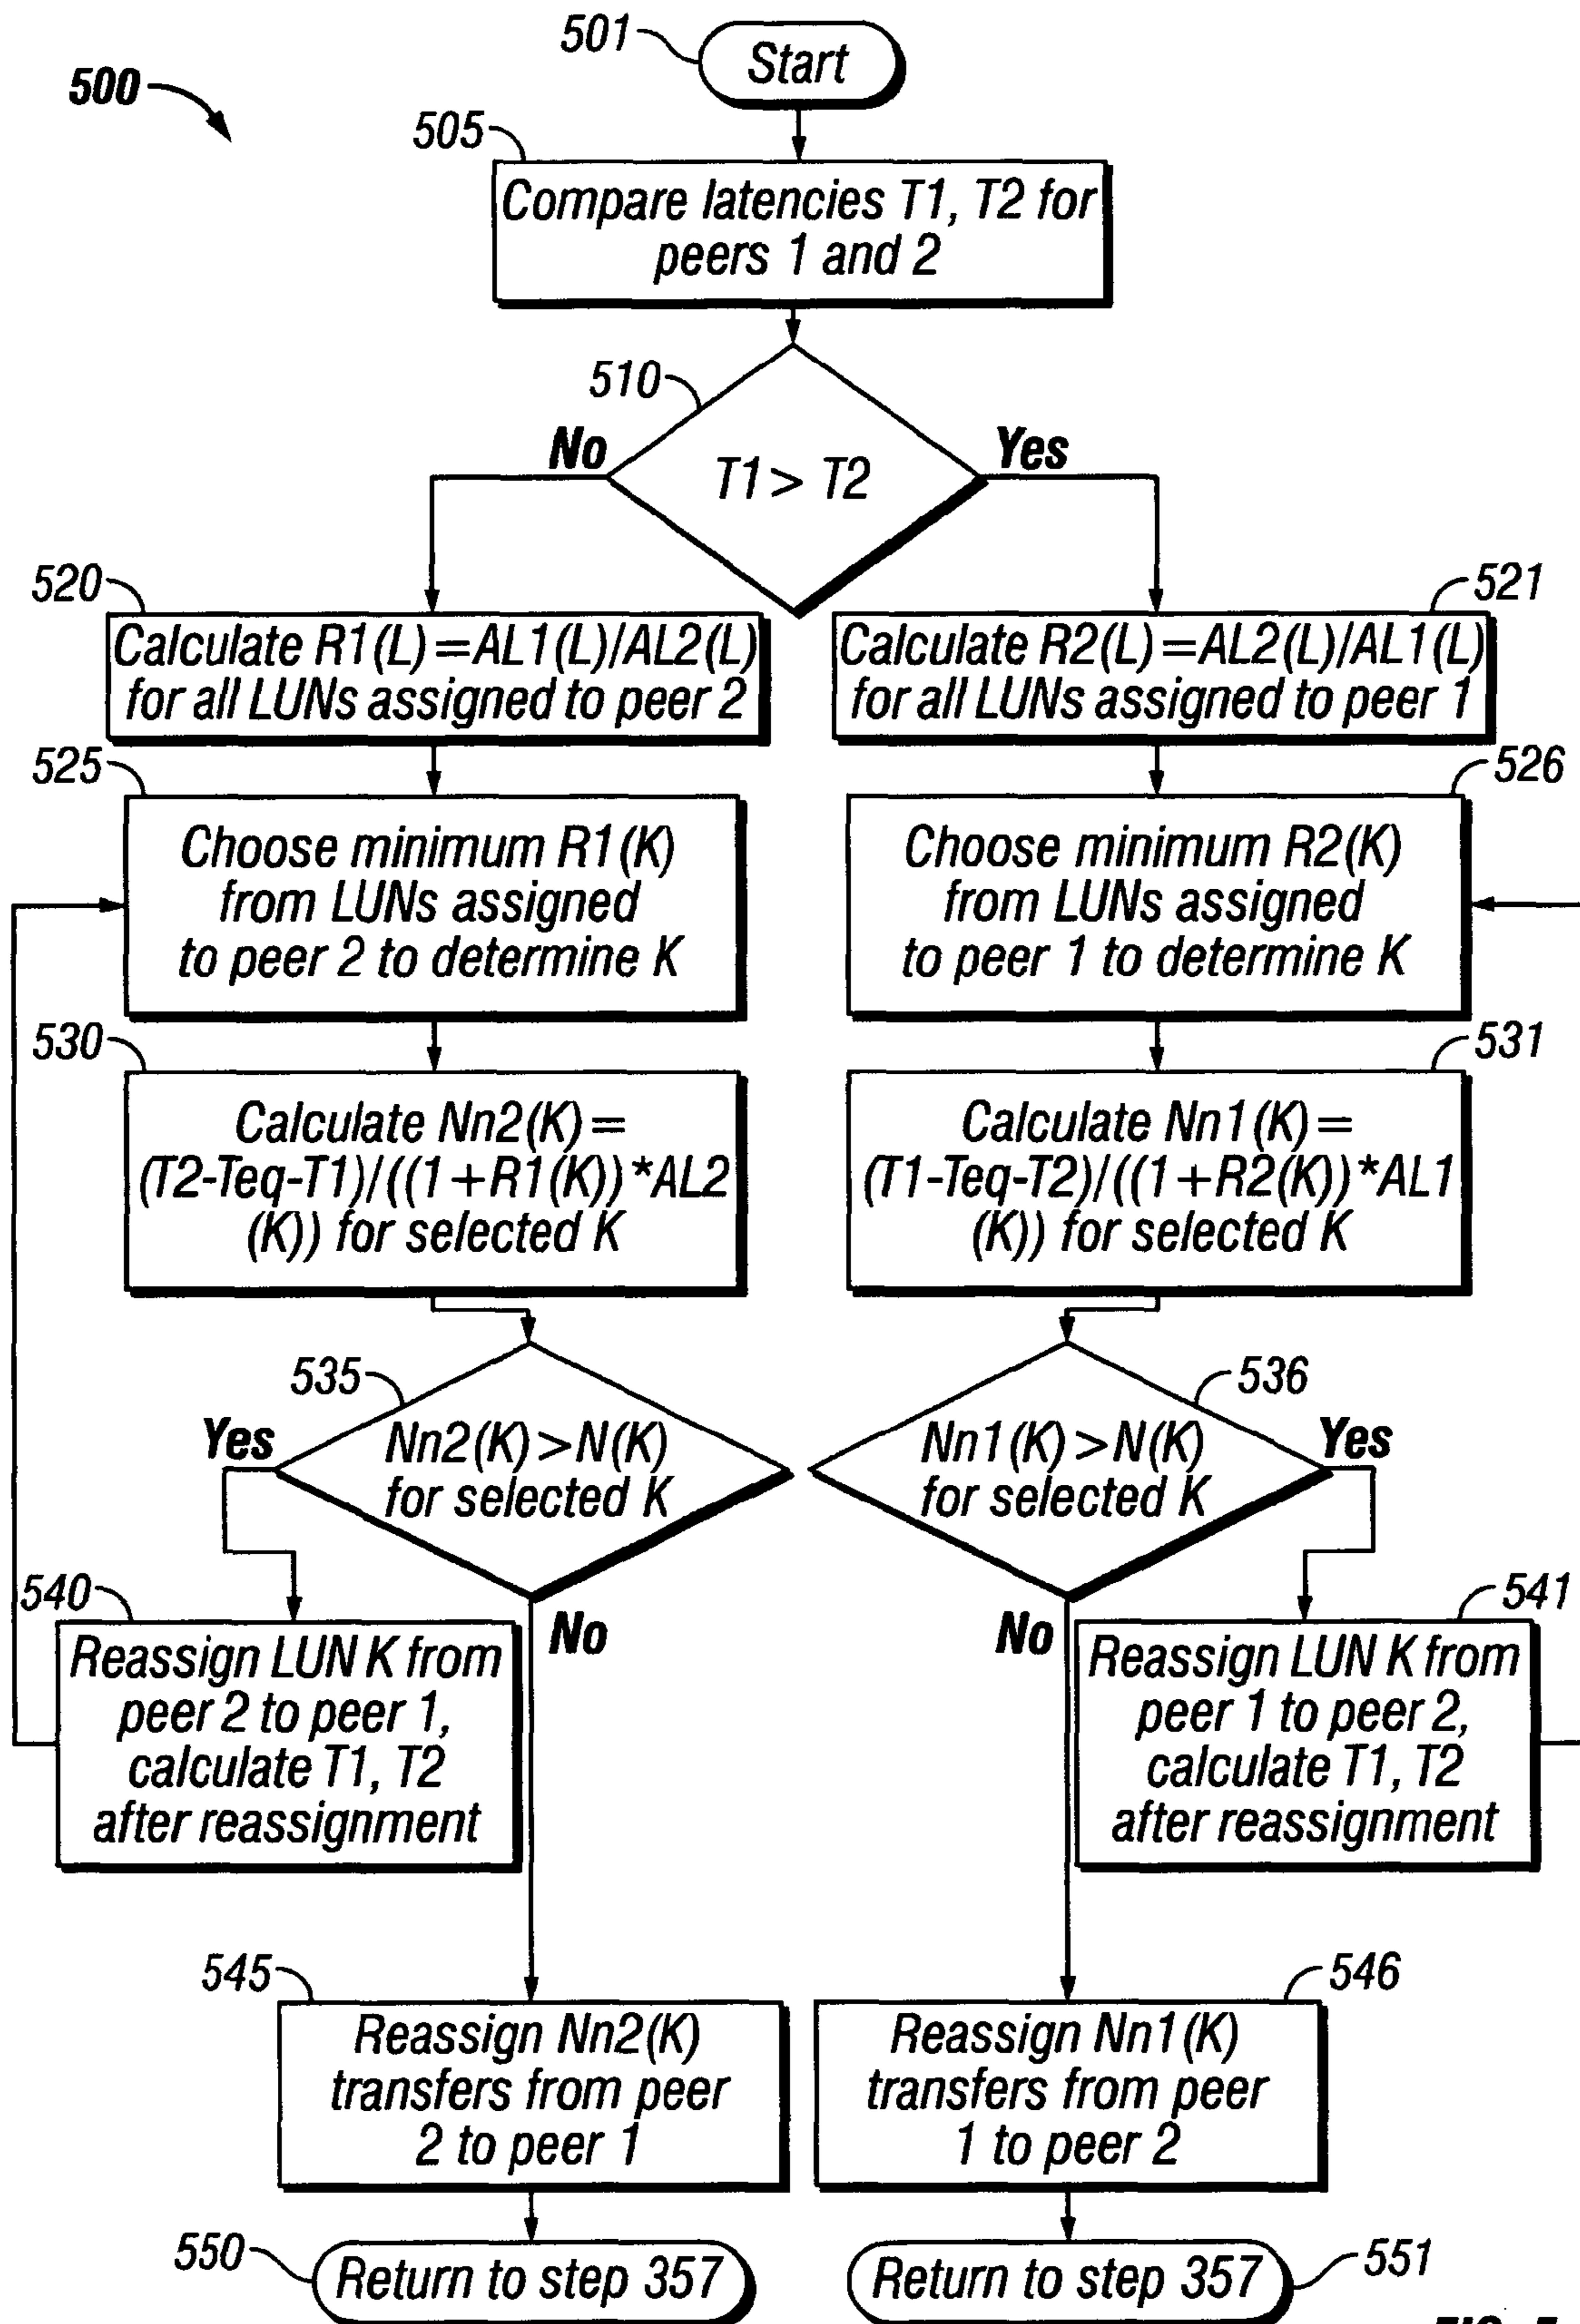 501
Start
500
505
Compare latencies T1, T2 for
peers 1 and 2
510
No
Yes
T1 > T2
520
Calculate R1(L)=AL1(L)/AL2(L)
for all LUNs assigned to peer 2
521
Calculate R2(L)=AL2(L)/AL1(L)
for all LUNs assigned to peer 1
525
Choose minimum R1(K)
from LUNs assigned
to peer 2 to determine K
526
Choose minimum R2(K)
from LUNs assigned
to peer 1 to determine K
530
Calculate Nn2(K)=
(T2-Teq-T1)/((1+R1(K))*AL2
(K)) for selected K
531
Calculate Nn1(K)=
(T1-Teq-T2)/((1+R2(K))*AL1
(K)) for selected K
535
Yes
Nn2(K)>N(K)
for selected K
No
536
Nn1(K)>N(K)
for selected K
Yes
No
540
Reassign LUN K from
peer 2 to peer 1,
calculate T1, T2
after reassignment
541
Reassign LUN K from
peer 1 to peer 2,
calculate T1, T2
after reassignment
545
Reassign Nn2(K)
transfers from peer
2 to peer 1
546
Reassign Nn1(K)
transfers from peer
1 to peer 2
550
Return to step 357
Return to step 357
551